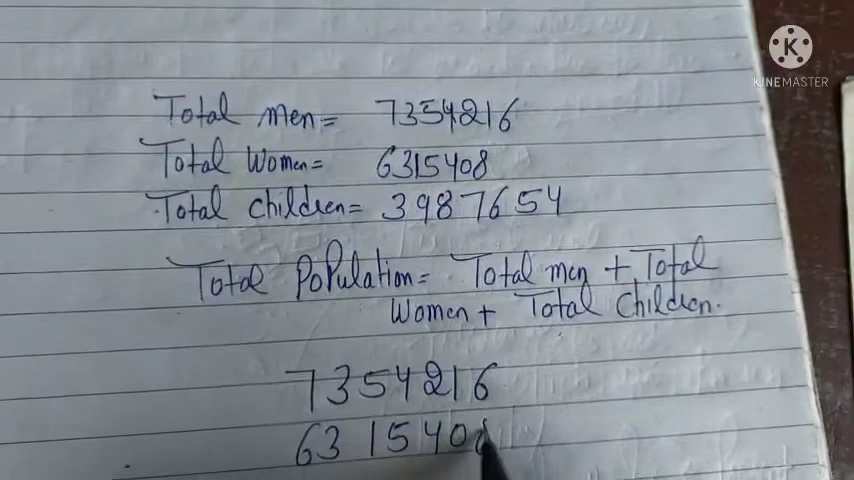 KINEMASTER
Total men= 7354216
Total Women= 6315408
Total Children= 3987654
Total Population= Total men + Total
Women + Total Children.
7354216
631540